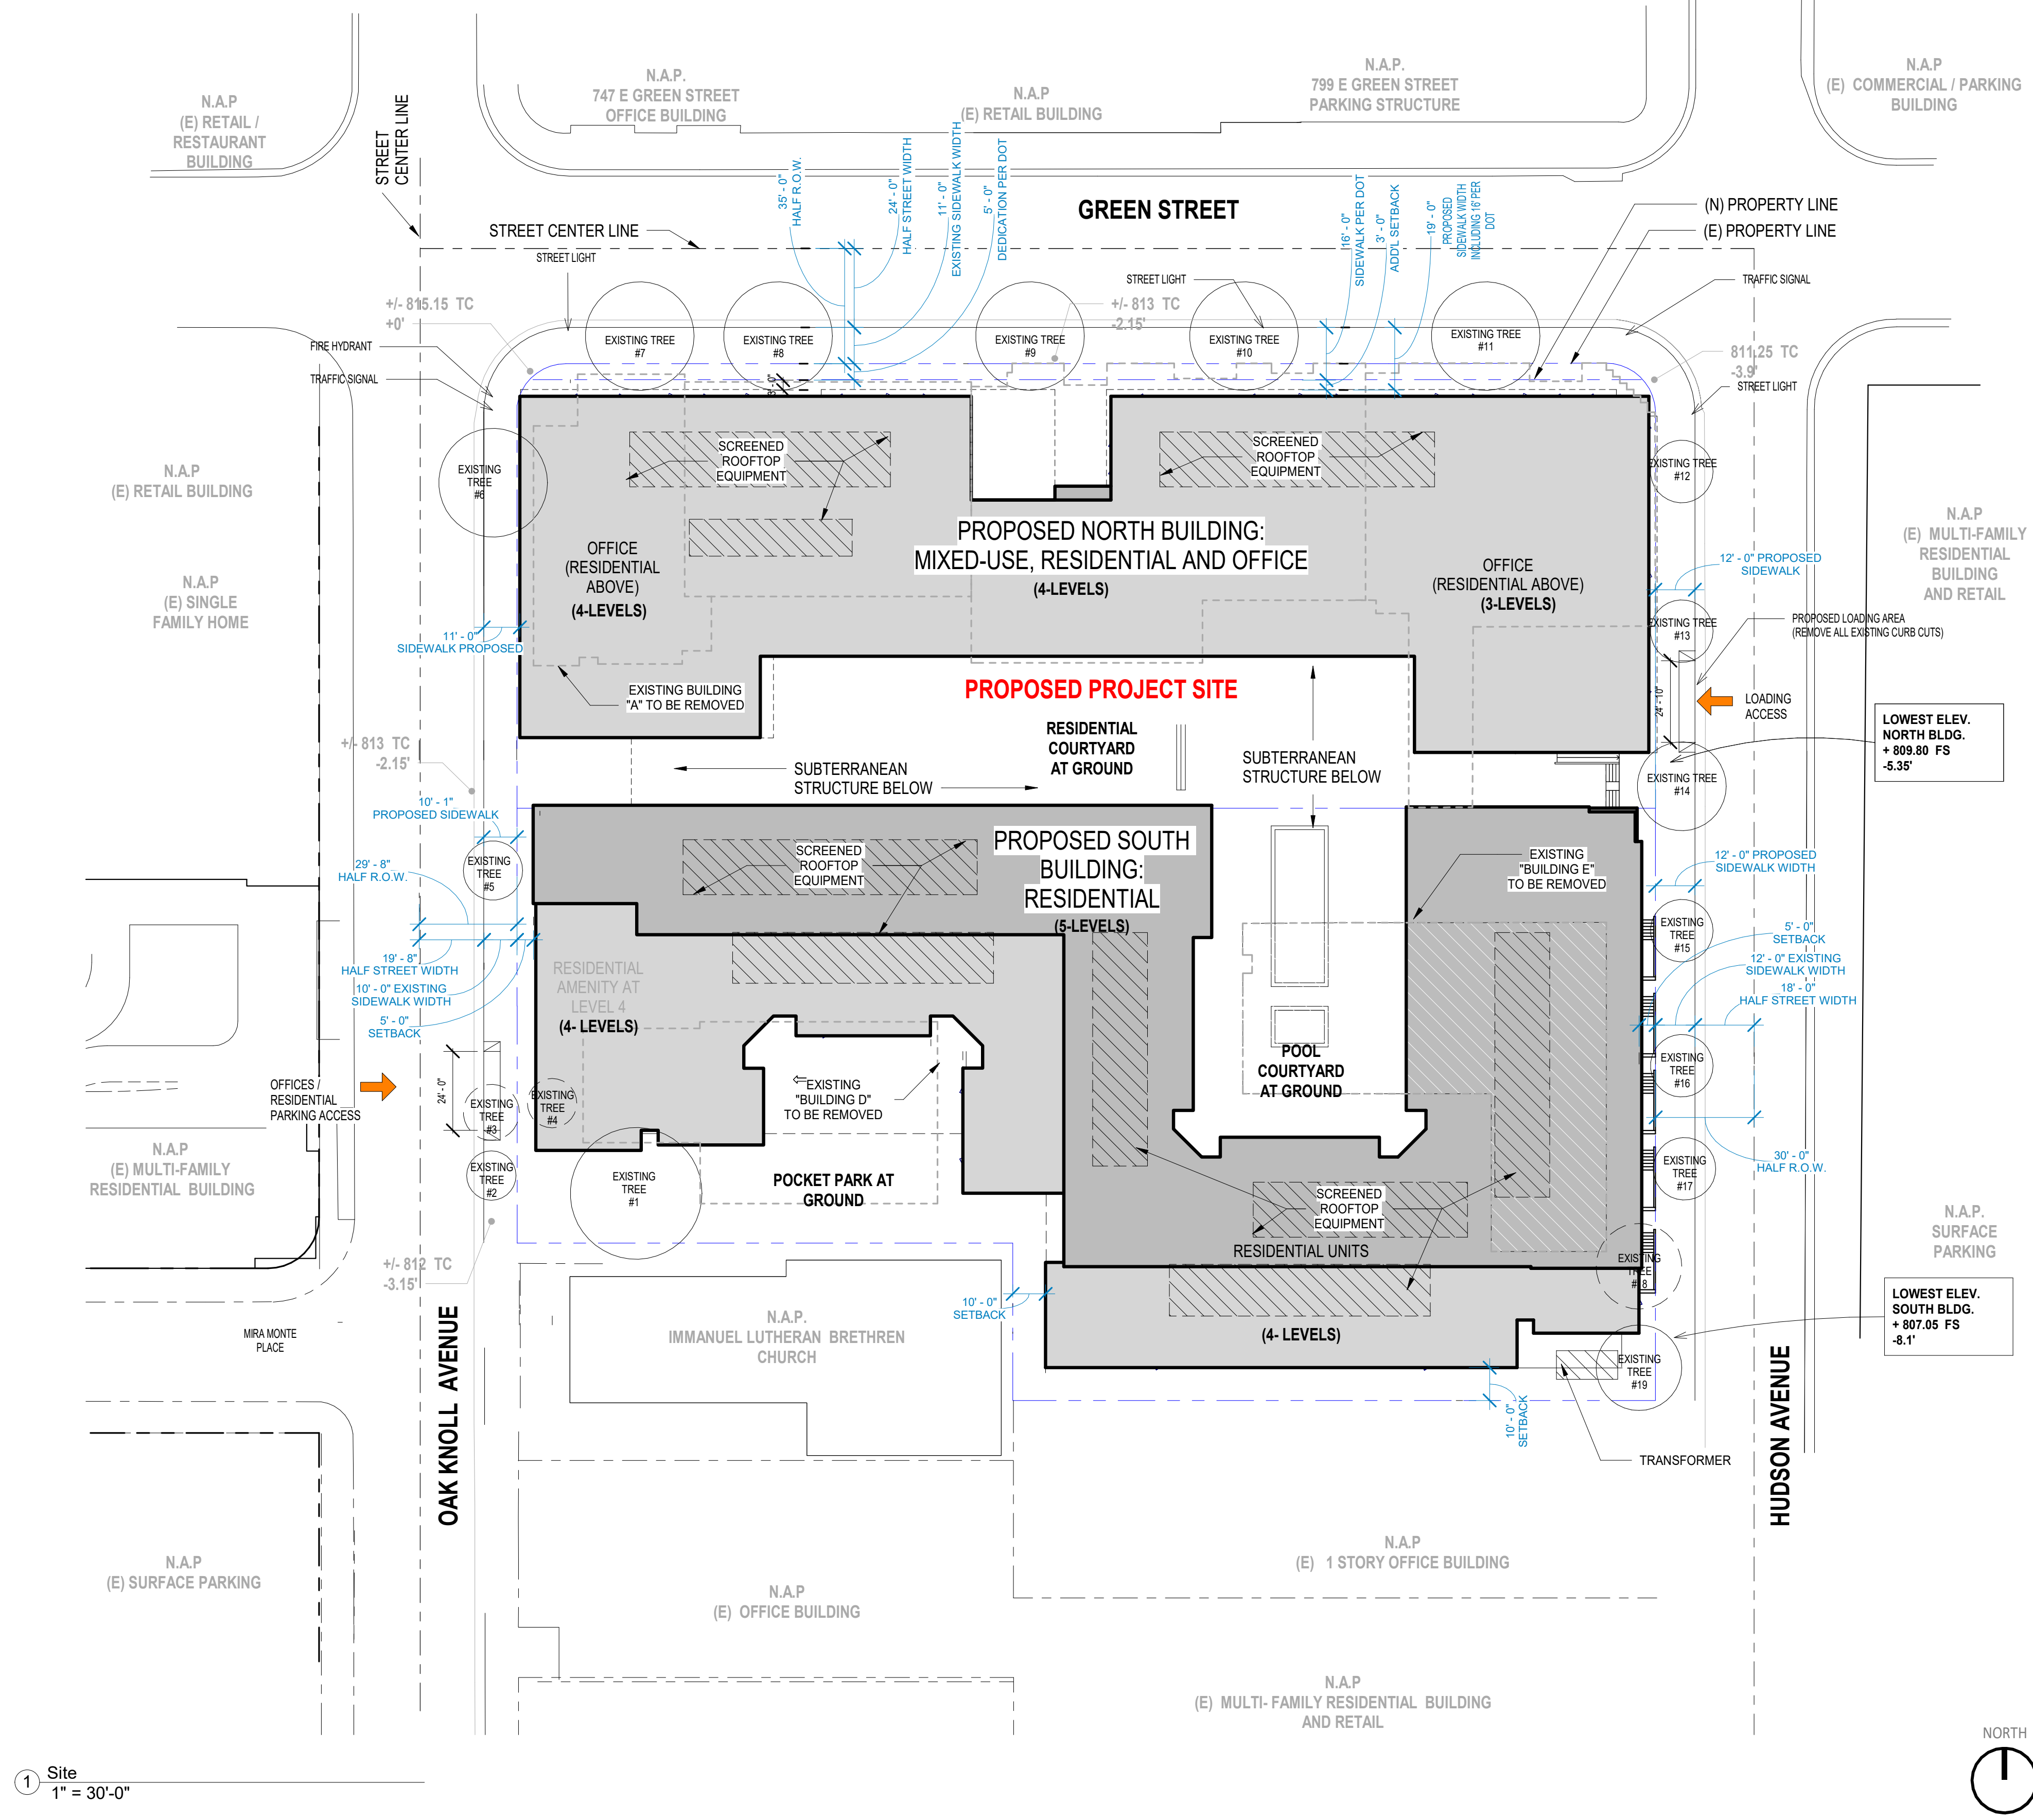 N.A.P
(E) RETAIL /
RESTAURANT
BUILDING
STREET
CENTER LINE
N.A.P.
747 E GREEN STREET
OFFICE BUILDING
N.A.P
(E) RETAIL BUILDING
N.A.P.
799 E GREEN STREET
PARKING STRUCTURE
N.A.P
(E) COMMERCIAL / PARKING
BUILDING
35' - 0"
HALF R.O.W.
24' - 0"
HALF STREET WIDTH
11' - 0"
EXISTING SIDEWALK WIDTH
5' - 0"
DEDICATION PER DOT
GREEN STREET
16' - 0"
SIDEWALK PER DOT
3' - 0"
ADD'L SETBACK
19' - 0"
PROPOSED
SIDEWALK WIDTH
INCLUDING 16' PER
DOT
(N) PROPERTY LINE
(E) PROPERTY LINE
STREET CENTER LINE
STREET LIGHT
STREET LIGHT
TRAFFIC SIGNAL
+/- 815.15 TC
+0'
+/- 813 TC
-2.15'
811.25 TC
-3.9'
STREET LIGHT
FIRE HYDRANT
TRAFFIC SIGNAL
EXISTING TREE
#7
EXISTING TREE
#8
EXISTING TREE
#9
EXISTING TREE
#10
EXISTING TREE
#11
3' - 0"
EXISTING
TREE
#6
EXISTING TREE
#12
N.A.P
(E) RETAIL BUILDING
SCREENED
ROOFTOP
EQUIPMENT
SCREENED
ROOFTOP
EQUIPMENT
N.A.P
(E) MULTI-FAMILY
RESIDENTIAL
BUILDING
AND RETAIL
PROPOSED NORTH BUILDING:
MIXED-USE, RESIDENTIAL AND OFFICE
(4-LEVELS)
OFFICE
(RESIDENTIAL
ABOVE)
(4-LEVELS)
OFFICE
(RESIDENTIAL ABOVE)
(3-LEVELS)
12' - 0" PROPOSED
SIDEWALK
N.A.P
(E) SINGLE
FAMILY HOME
11' - 0"
SIDEWALK PROPOSED
EXISTING TREE
#13
PROPOSED LOADING AREA
(REMOVE ALL EXISTING CURB CUTS)
EXISTING BUILDING
"A" TO BE REMOVED
PROPOSED PROJECT SITE
24' - 10"
LOADING
ACCESS
LOWEST ELEV.
NORTH BLDG.
+ 809.80 FS
-5.35'
+/- 813 TC
-2.15'
RESIDENTIAL
COURTYARD
AT GROUND
SUBTERRANEAN
STRUCTURE BELOW
SUBTERRANEAN
STRUCTURE BELOW
EXISTING TREE
#14
10' - 1"
PROPOSED SIDEWALK
29' - 8"
HALF R.O.W.
EXISTING
TREE
#5
SCREENED
ROOFTOP
EQUIPMENT
PROPOSED SOUTH
BUILDING:
RESIDENTIAL
(5-LEVELS)
EXISTING
"BUILDING E"
TO BE REMOVED
12' - 0" PROPOSED
SIDEWALK WIDTH
EXISTING
TREE
#15
5' - 0"
SETBACK
12' - 0" EXISTING
SIDEWALK WIDTH
18' - 0"
HALF STREET WIDTH
19' - 8"
HALF STREET WIDTH
10' - 0" EXISTING
SIDEWALK WIDTH
5' - 0"
SETBACK
RESIDENTIAL
AMENITY AT
LEVEL 4
(4- LEVELS)
POOL
COURTYARD
AT GROUND
EXISTING
TREE
#16
OFFICES /
RESIDENTIAL
PARKING ACCESS
24' - 0"
EXISTING
TREE
#3
EXISTING
TREE
#4
EXISTING
"BUILDING D"
TO BE REMOVED
30' - 0"
HALF R.O.W.
N.A.P
(E) MULTI-FAMILY
RESIDENTIAL BUILDING
EXISTING
TREE
#2
EXISTING
TREE
#1
POCKET PARK AT
GROUND
SCREENED
ROOFTOP
EQUIPMENT
RESIDENTIAL UNITS
EXISTING
TREE
#17
N.A.P.
SURFACE
PARKING
+/- 812 TC
-3.15'
EXISTING
TREE
#18
10' - 0"
SETBACK
LOWEST ELEV.
SOUTH BLDG.
+ 807.05 FS
-8.1'
MIRA MONTE
PLACE
OAK KNOLL AVENUE
N.A.P.
IMMANUEL LUTHERAN BRETHREN
CHURCH
(4- LEVELS)
EXISTING
TREE
#19
10' - 0"
SETBACK
TRANSFORMER
HUDSON AVENUE
N.A.P
(E) SURFACE PARKING
N.A.P
(E) OFFICE BUILDING
N.A.P
(E) 1 STORY OFFICE BUILDING
N.A.P
(E) MULTI- FAMILY RESIDENTIAL BUILDING
AND RETAIL
NORTH
1
Site
1" = 30'-0"